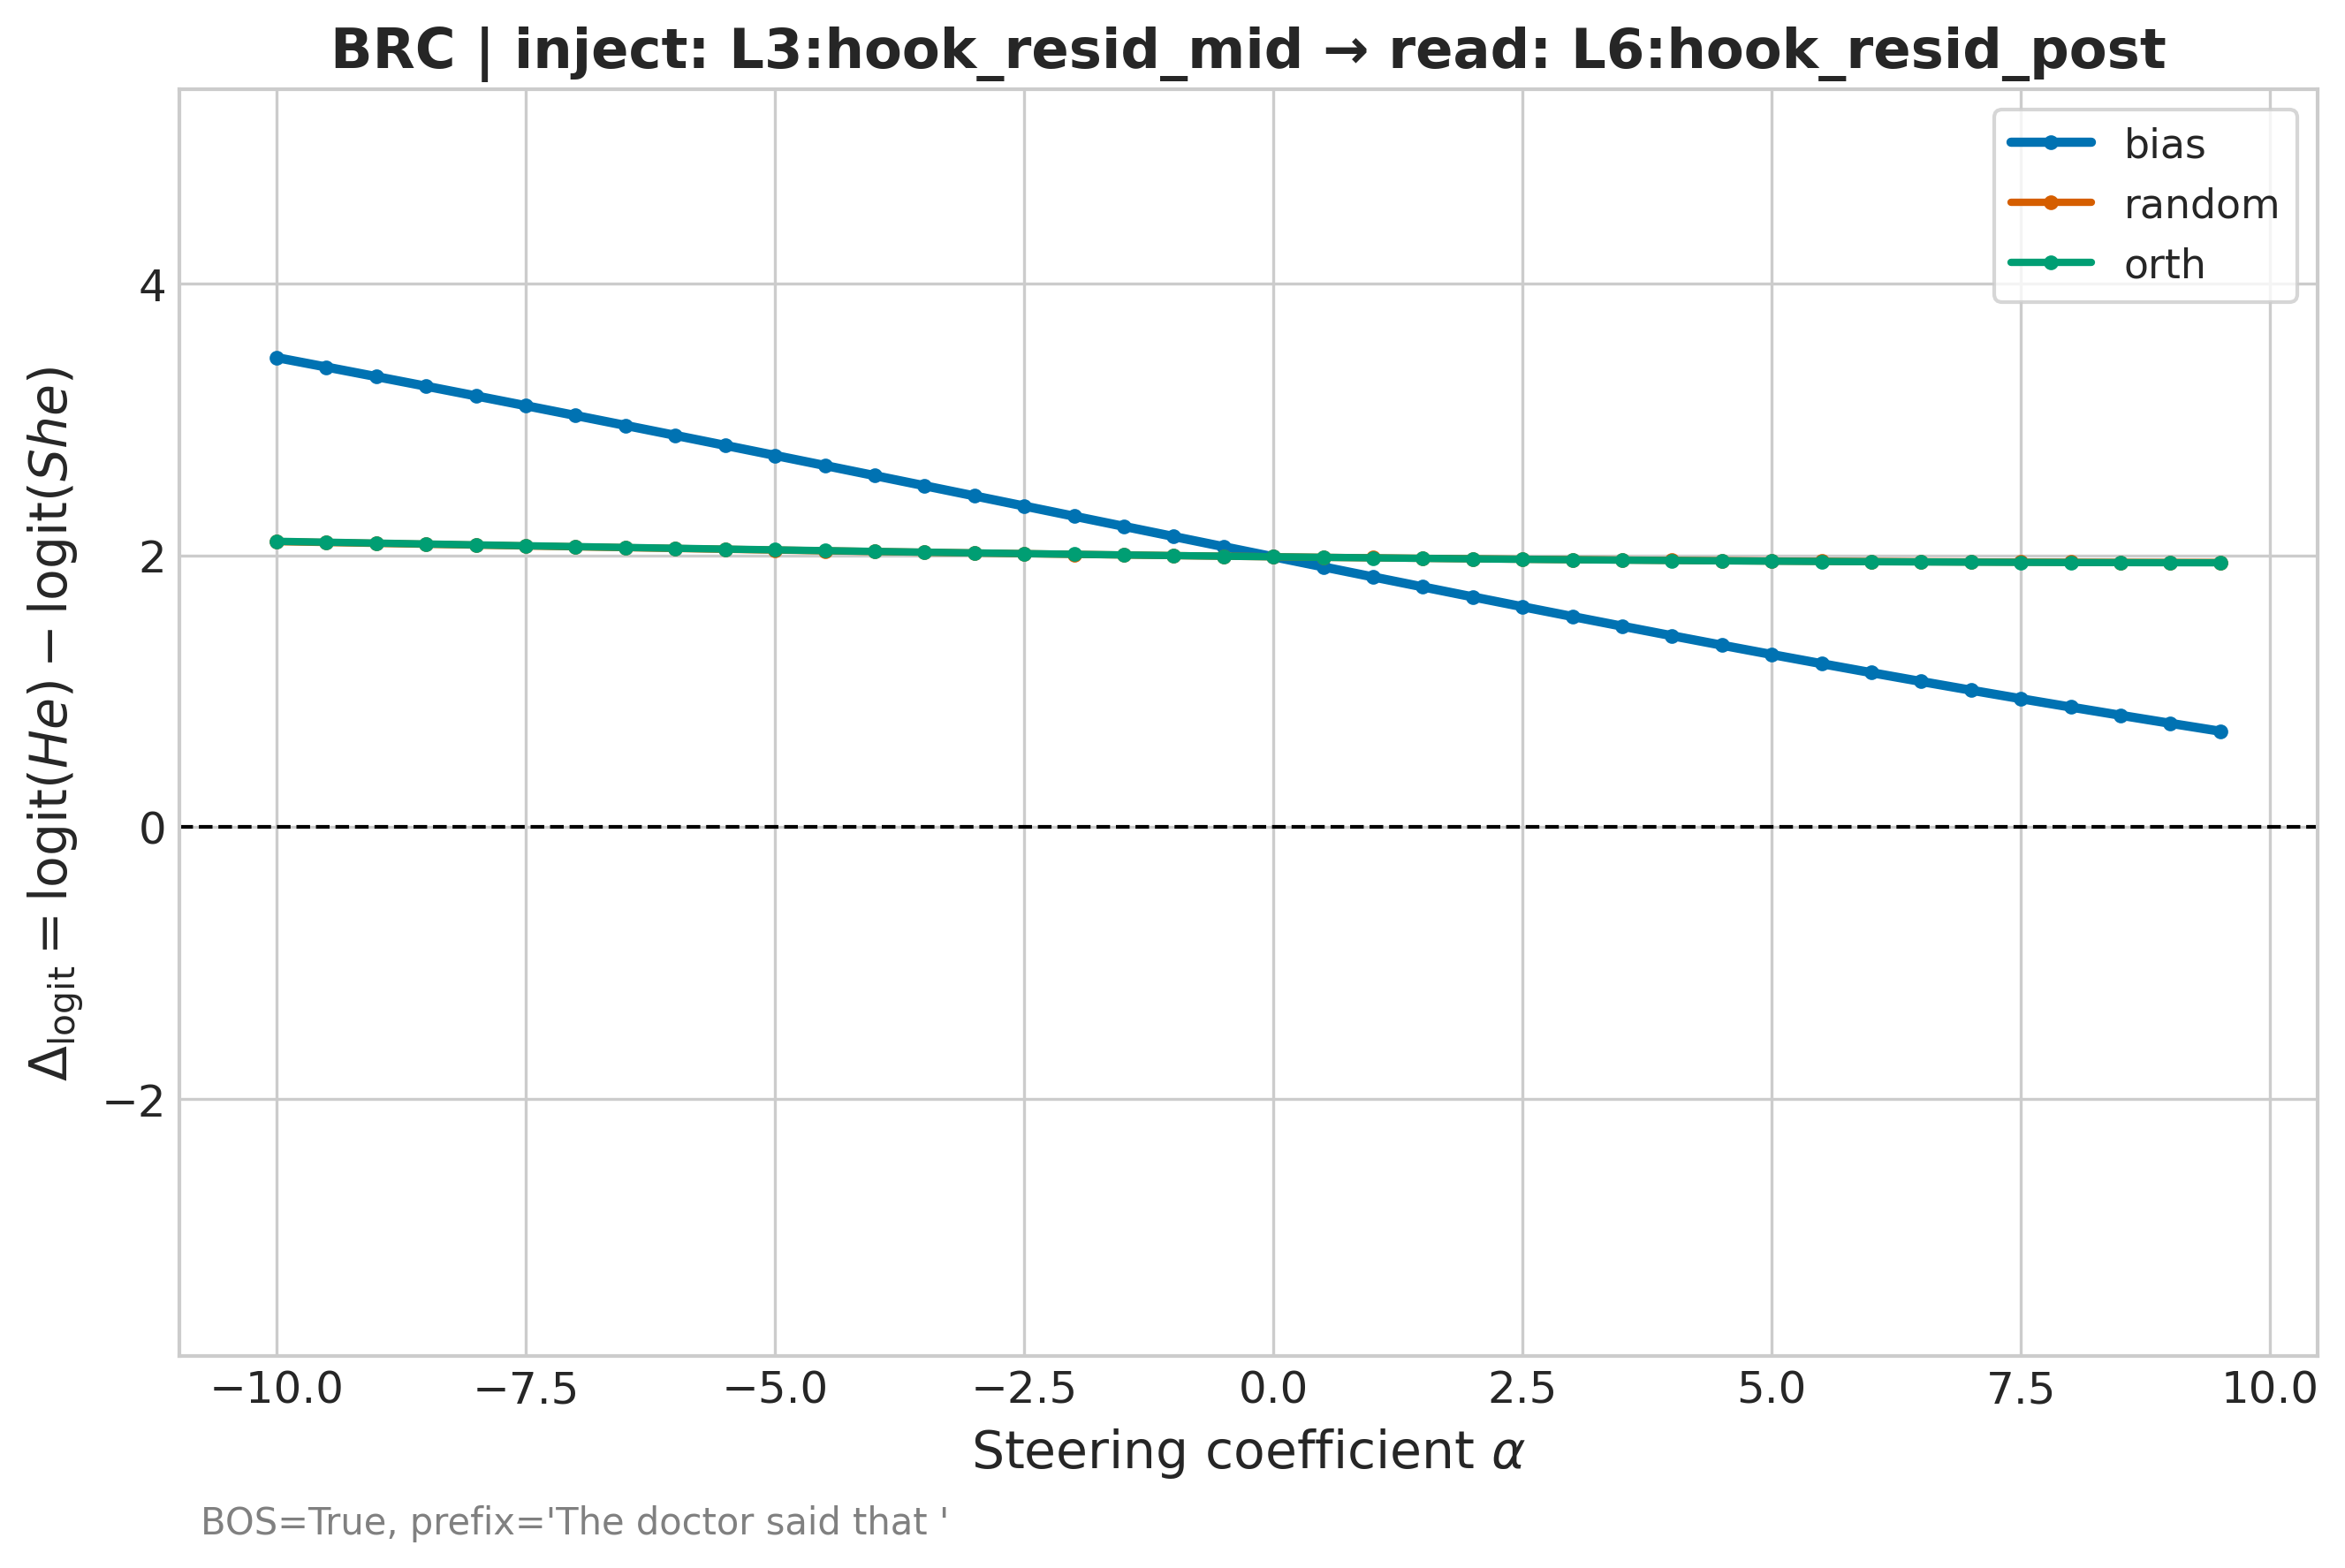 BRC | inject: L3:hook_resid_mid → read: L6:hook_resid_post
bias
random
orth
Δlogit = logit(He) − logit(She)
4
2
0
−2
−10.0 −7.5 −5.0 −2.5 0.0 2.5 5.0 7.5 10.0
Steering coefficient α
BOS=True, prefix='The doctor said that '